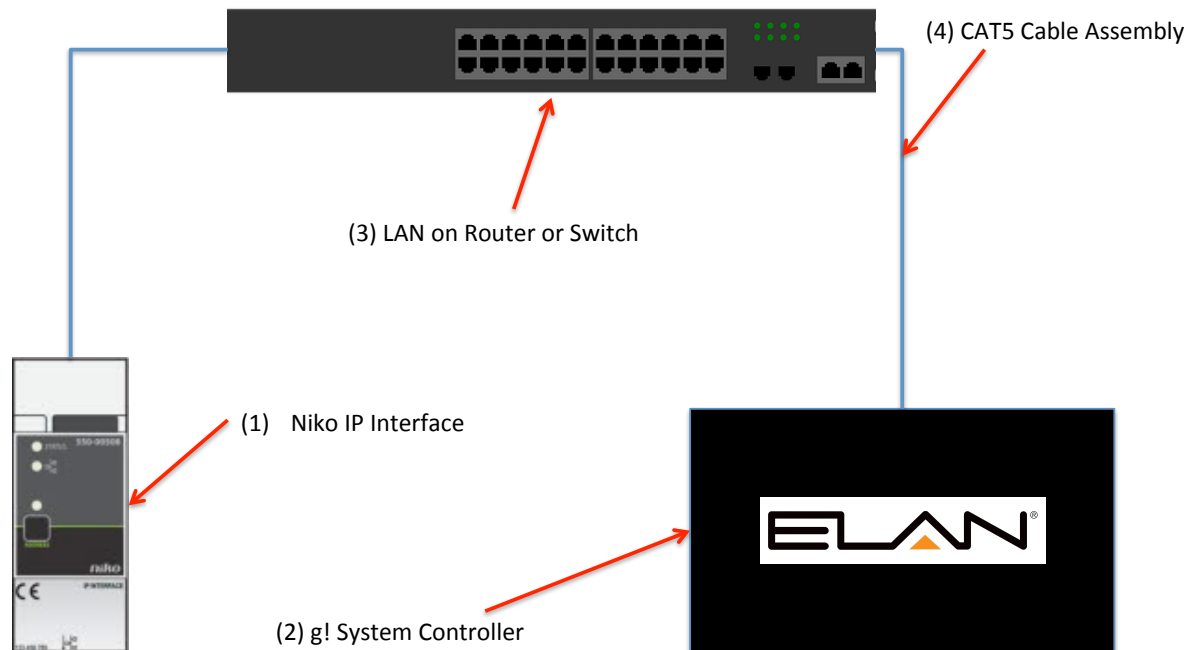 (4) CAT5 Cable Assembly
(3) LAN on Router or Switch
(1) Niko IP Interface
STATUS 550-00508
niko
CE IP INTERFACE
ELAN®
(2) g! System Controller